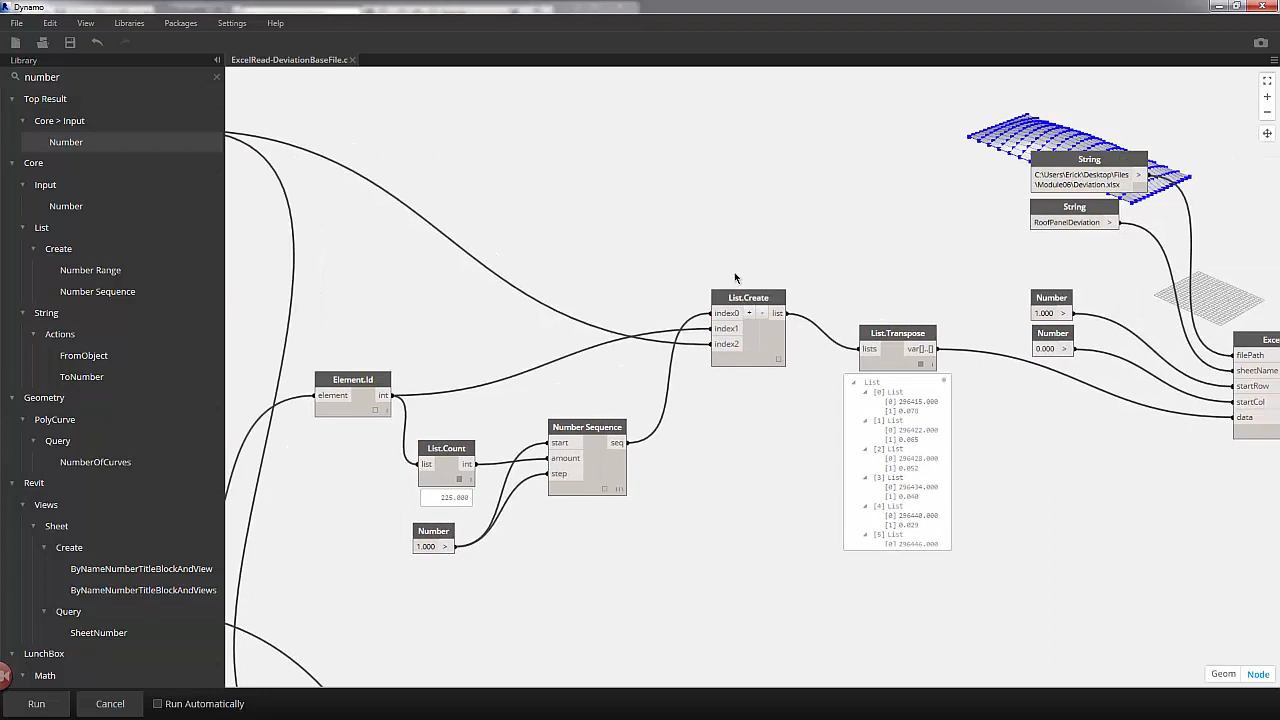 Dynamo
File Edit View Libraries Packages Settings Help
Library
ExcelRead-DeviationBaseFile.c
number
Top Result
Core > Input
Number
Core
Input
Number
List
Create
Number Range
Number Sequence
String
Actions
FromObject
ToNumber
Geometry
PolyCurve
Query
NumberOfCurves
Revit
Views
Sheet
Create
ByNameNumberTitleBlockAndView
ByNameNumberTitleBlockAndViews
Query
SheetNumber
LunchBox
Math
Element.Id
element int
List.Count
list int
225.000
Number
1.000 >
Number Sequence
start seq
amount
step
List.Create
index0 + - list
index1
index2
List.Transpose
lists var[]..[]
List
[0] List
[0] 296415.000
[1] 0.078
[1] List
[0] 296422.000
[1] 0.065
[2] List
[0] 296428.000
[1] 0.052
[3] List
[0] 296434.000
[1] 0.040
[4] List
[0] 296440.000
[1] 0.029
[5] List
[0] 296446.000
String
C:\Users\Erick\Desktop\Files >
\Module06\Deviation.xlsx
String
RoofPanelDeviation >
Number
1.000 >
Number
0.000 >
Exce
filePath
sheetName
startRow
startCol
data
Geom Node
Run Cancel Run Automatically